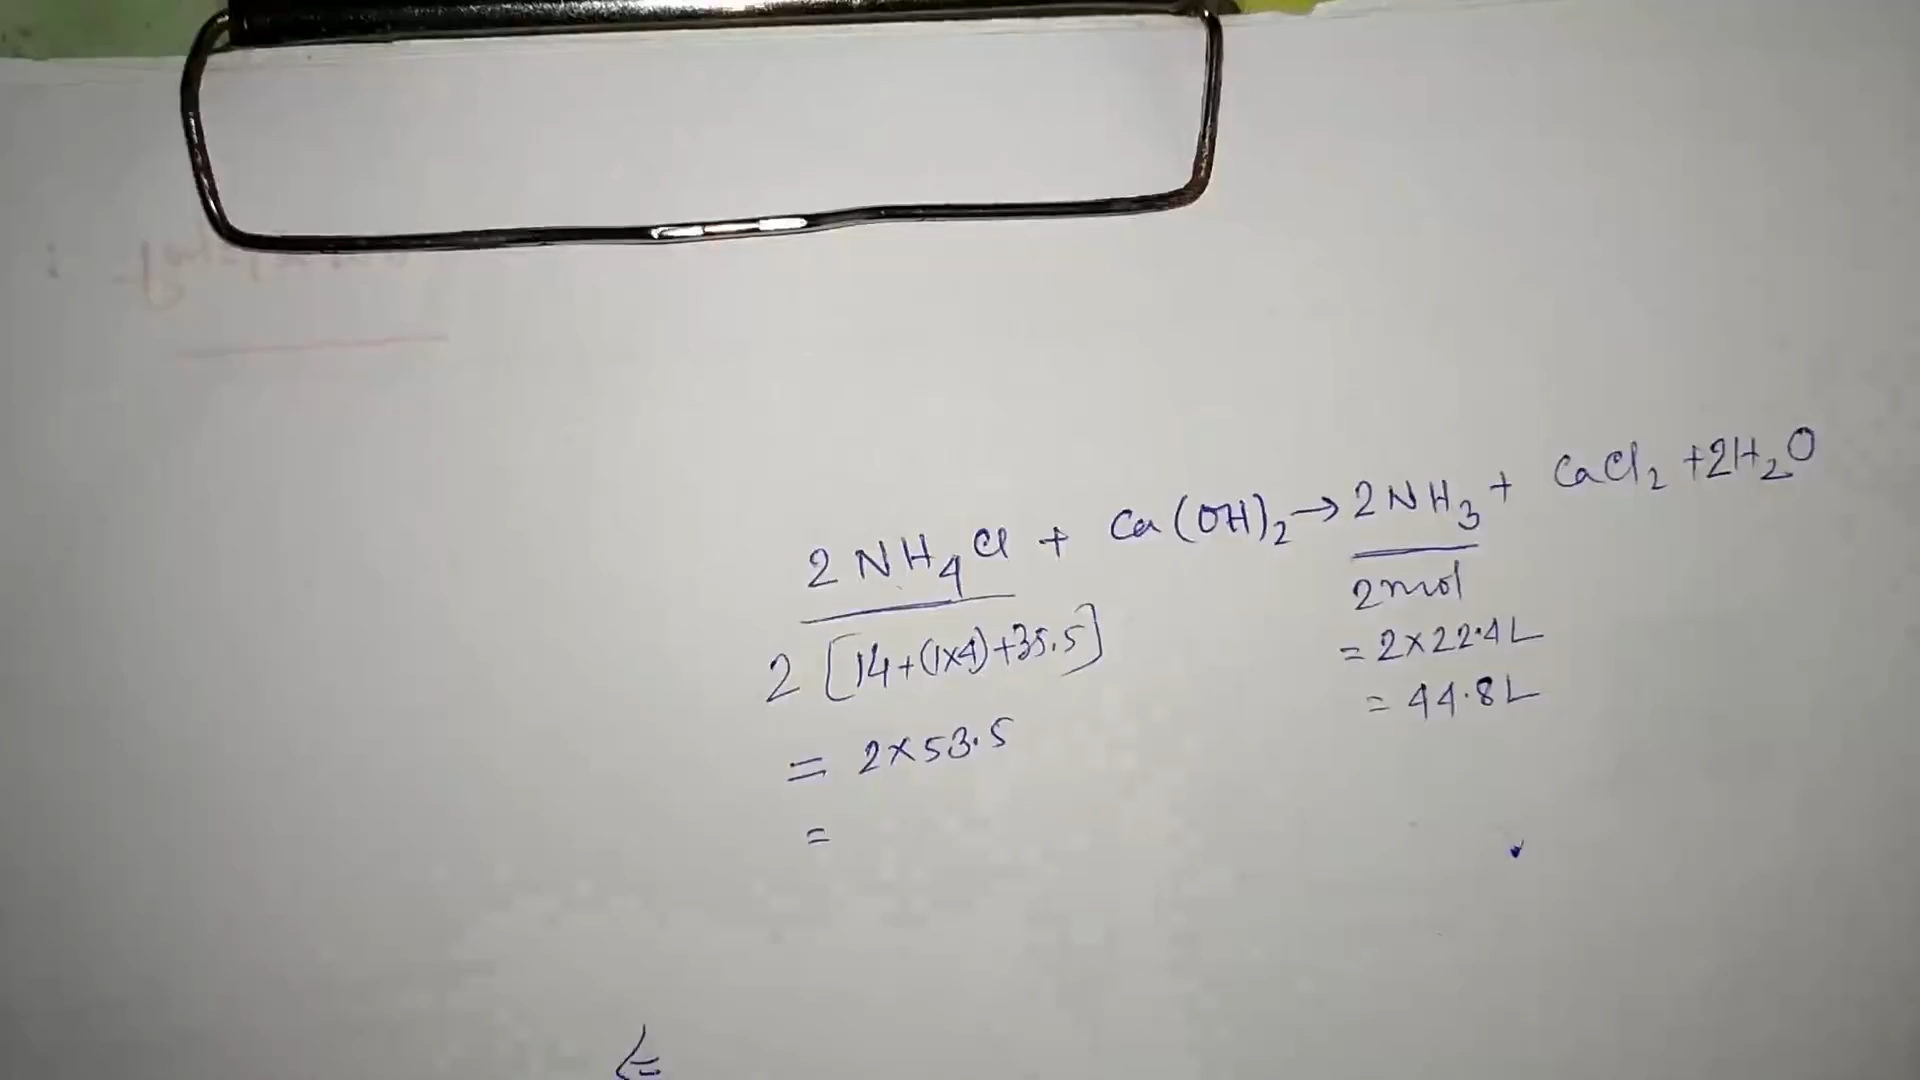 2NH₄Cl + Ca(OH)₂ → 2NH₃ + CaCl₂ + 2H₂O
2[14+(1×4)+35.5]
2mol
= 2×22.4L
= 2×53.5
= 44.8L
=